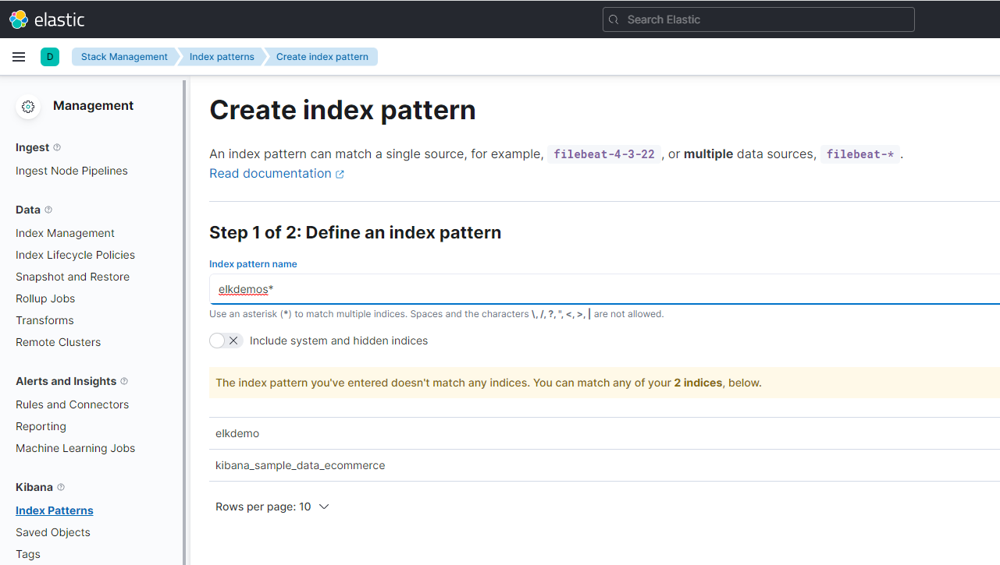 elastic
Search Elastic
D
Stack Management
Index patterns
Create index pattern
Management
Ingest
Ingest Node Pipelines
Data
Index Management
Index Lifecycle Policies
Snapshot and Restore
Rollup Jobs
Transforms
Remote Clusters
Alerts and Insights
Rules and Connectors
Reporting
Machine Learning Jobs
Kibana
Index Patterns
Saved Objects
Tags
Create index pattern
An index pattern can match a single source, for example, filebeat-4-3-22 , or multiple data sources, filebeat-* .
Read documentation
Step 1 of 2: Define an index pattern
Index pattern name
elkdemos*
Use an asterisk (*) to match multiple indices. Spaces and the characters \, /, ?, ", <, >, | are not allowed.
Include system and hidden indices
The index pattern you've entered doesn't match any indices. You can match any of your 2 indices, below.
elkdemo
kibana_sample_data_ecommerce
Rows per page: 10